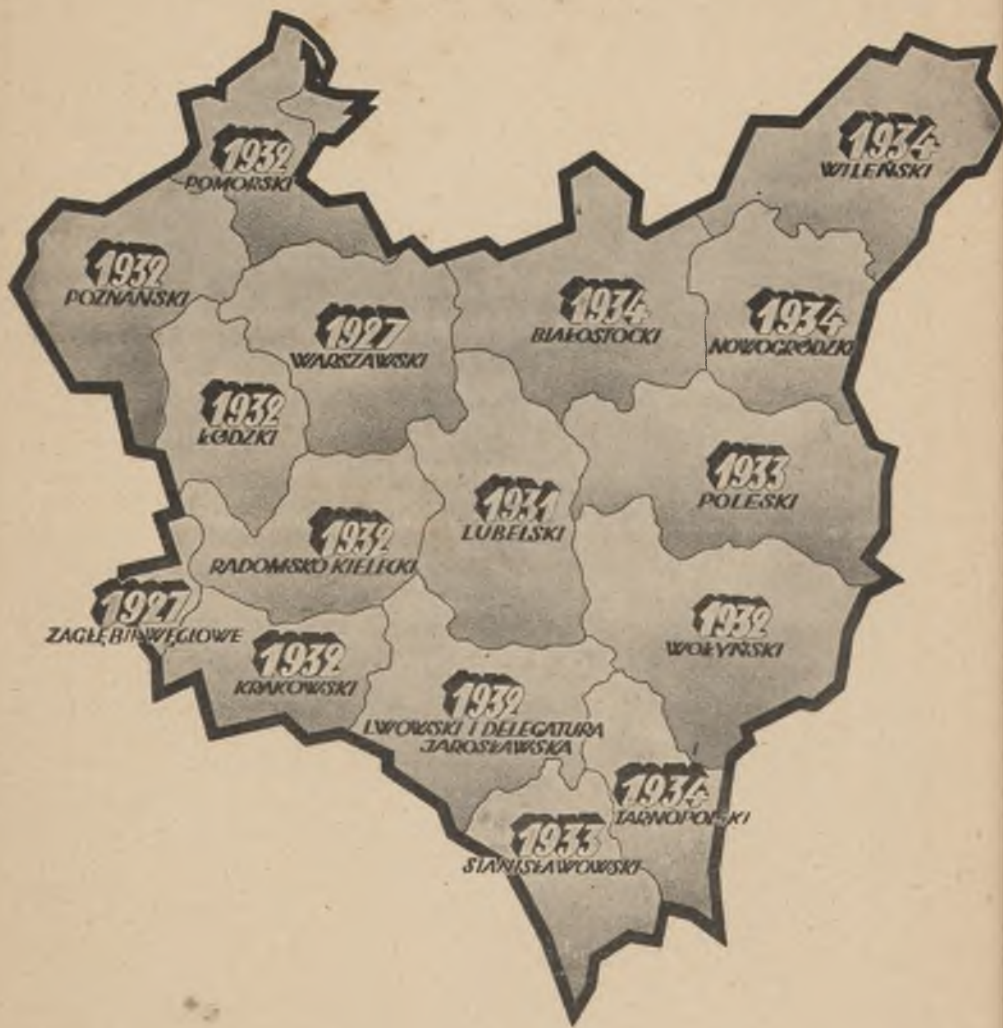 1932
POMORSKI
1934
WILEŃSKI
1932
POZNAŃSKI
1927
WARSZAWSKI
1934
BIAŁOSTOCKI
1934
NOWOGRÓDZKI
1932
ŁÓDZKI
1933
POLESKI
1931
LUBELSKI
1932
RADOMSKO KIELECKI
1927
ZAGŁĘBIE WĘGLOWE
1932
WOŁYŃSKI
1932
KRAKOWSKI
1932
LWOWSKI I DELEGATURA
JAROSŁAWSKA
1934
TARNOPOLSKI
1933
STANISŁAWOWSKI